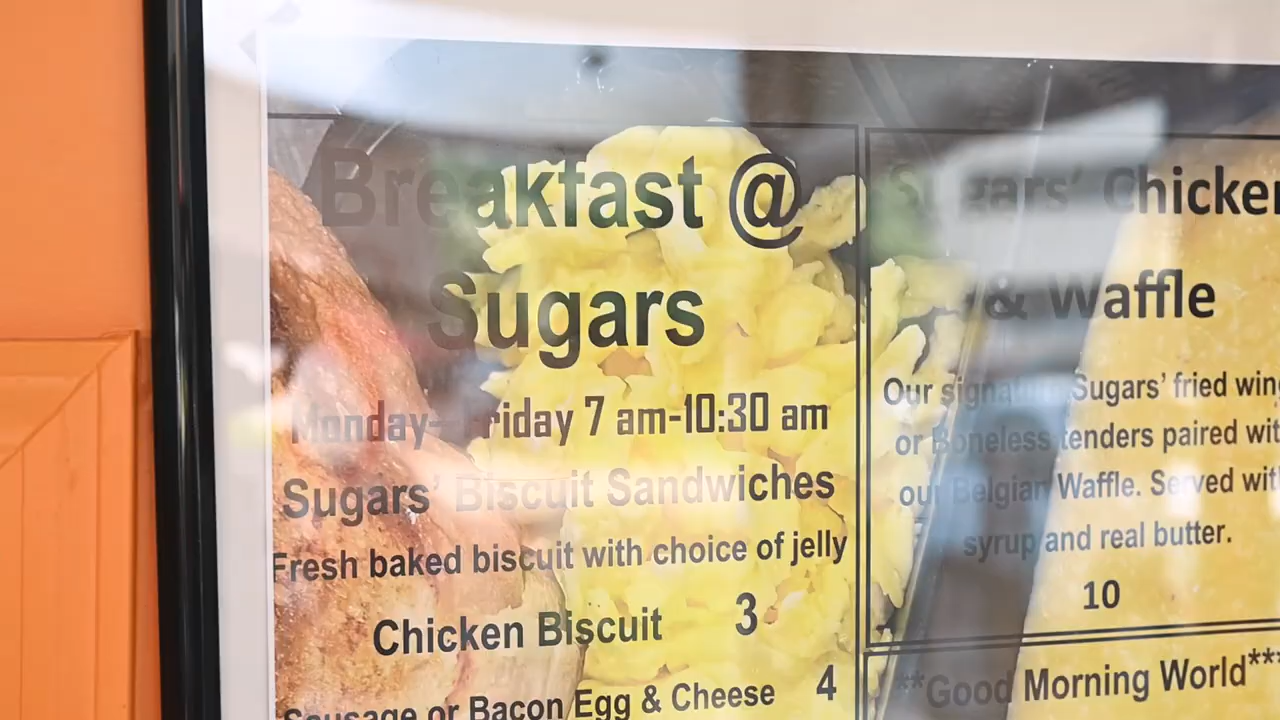 Breakfast @
Sugars
Monday-Friday 7 am-10:30 am
Sugars' Biscuit Sandwiches
Fresh baked biscuit with choice of jelly
Chicken Biscuit 3
Sausage or Bacon Egg & Cheese 4
Sugars' Chicken
& Waffle
Our signature Sugars' fried wing
or Boneless tenders paired wit
our Belgian Waffle. Served wit
syrup and real butter.
10
**Good Morning World***